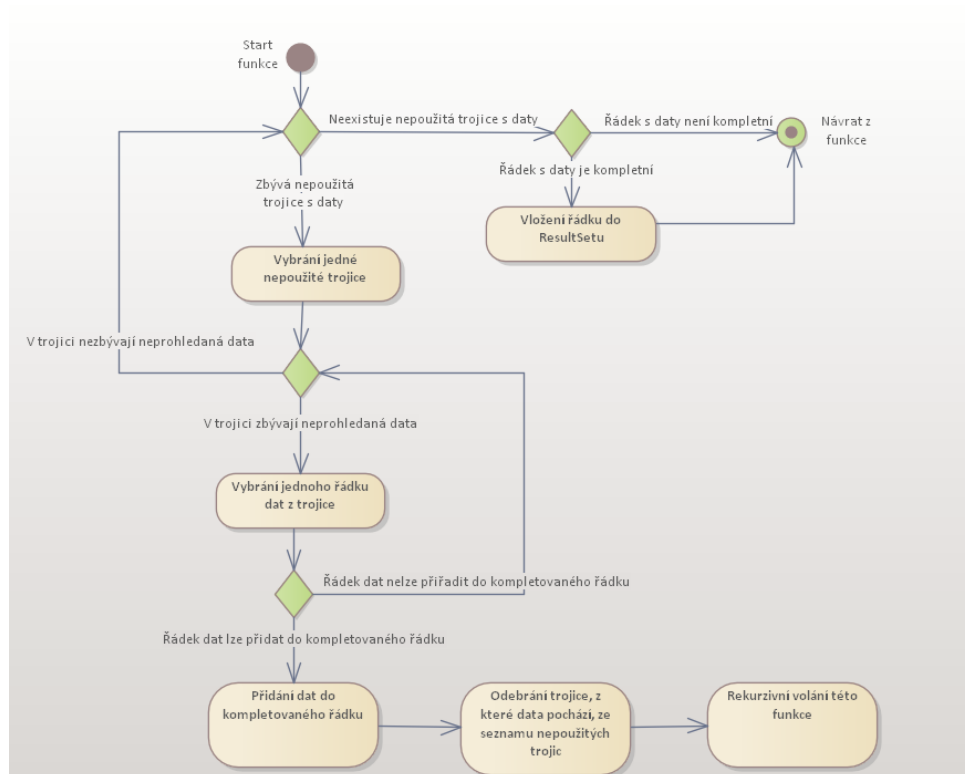 Start
funkce
Neexistuje nepoužitá trojice s daty
Řádek s daty není kompletní
Návrat z
funkce
Řádek s daty je kompletní
Zbývá nepoužitá
trojice s daty
Vložení řádku do
ResultSetu
Vybrání jedné
nepoužité trojice
V trojici nezbývají neprohledaná data
V trojici zbývají neprohledaná data
Vybrání jednoho řádku
dat z trojice
Řádek dat nelze přiřadit do kompletovaného řádku
Řádek dat lze přidat do kompletovaného řádku
Přidání dat do
kompletovaného řádku
Odebrání trojice, z
které data pochází, ze
seznamu nepoužitých
trojic
Rekurzivní volání této
funkce